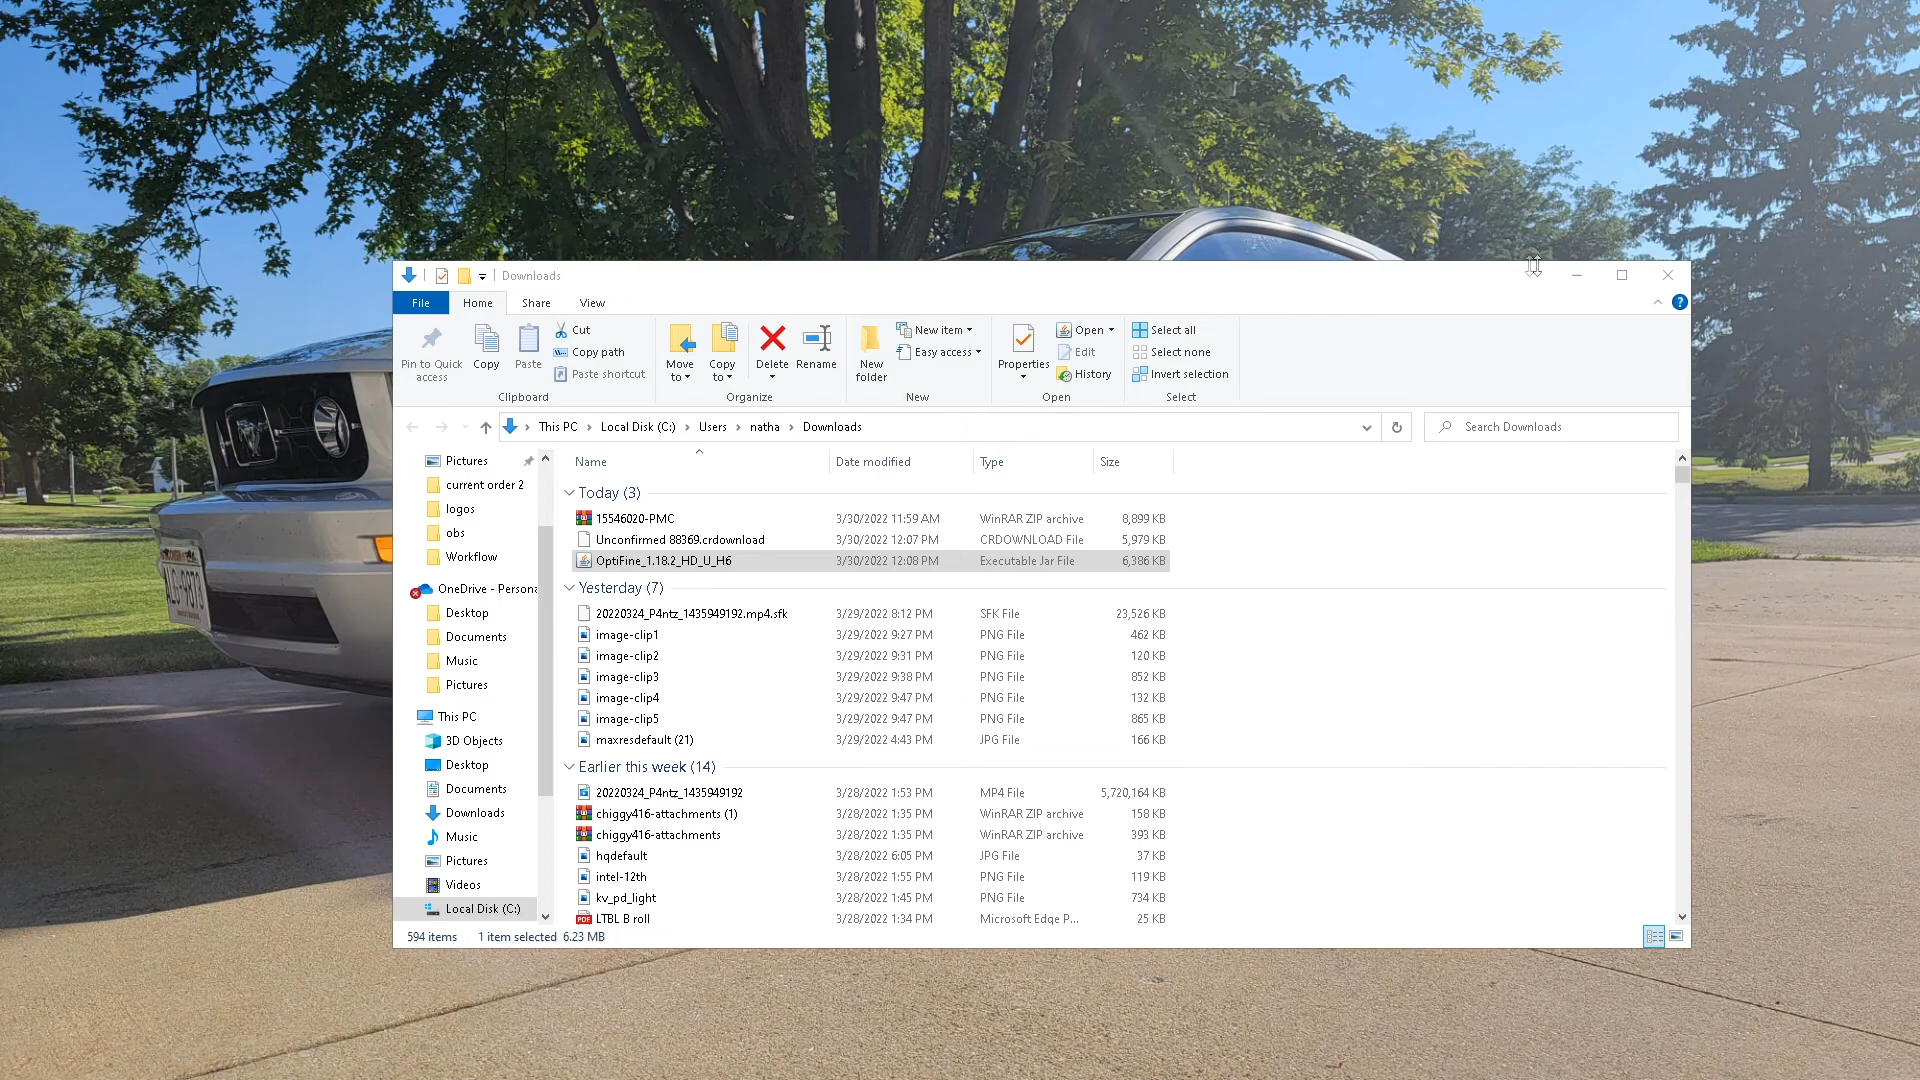 Downloads
File Home Share View
Pin to Quick access
Copy
Paste
Cut
Copy path
Paste shortcut
Clipboard
Move to
Copy to
Delete
Rename
Organize
New folder
New item
Easy access
New
Properties
Open
Edit
History
Open
Select all
Select none
Invert selection
Select
This PC › Local Disk (C:) › Users › natha › Downloads
Search Downloads
Pictures
current order 2
logos
obs
Workflow
OneDrive - Persona
Desktop
Documents
Music
Pictures
This PC
3D Objects
Desktop
Documents
Downloads
Music
Pictures
Videos
Local Disk (C:)
Name Date modified Type Size
Today (3)
15546020-PMC 3/30/2022 11:59 AM WinRAR ZIP archive 8,899 KB
Unconfirmed 88369.crdownload 3/30/2022 12:07 PM CRDOWNLOAD File 5,979 KB
OptiFine_1.18.2_HD_U_H6 3/30/2022 12:08 PM Executable Jar File 6,386 KB
Yesterday (7)
20220324_P4ntz_1435949192.mp4.sfk 3/29/2022 8:12 PM SFK File 23,526 KB
image-clip1 3/29/2022 9:27 PM PNG File 462 KB
image-clip2 3/29/2022 9:31 PM PNG File 120 KB
image-clip3 3/29/2022 9:38 PM PNG File 852 KB
image-clip4 3/29/2022 9:47 PM PNG File 132 KB
image-clip5 3/29/2022 9:47 PM PNG File 865 KB
maxresdefault (21) 3/29/2022 4:43 PM JPG File 166 KB
Earlier this week (14)
20220324_P4ntz_1435949192 3/28/2022 1:53 PM MP4 File 5,720,164 KB
chiggy416-attachments (1) 3/28/2022 1:35 PM WinRAR ZIP archive 158 KB
chiggy416-attachments 3/28/2022 1:35 PM WinRAR ZIP archive 393 KB
hqdefault 3/28/2022 6:05 PM JPG File 37 KB
intel-12th 3/28/2022 1:55 PM PNG File 119 KB
kv_pd_light 3/28/2022 1:45 PM PNG File 734 KB
LTBL B roll 3/28/2022 1:34 PM Microsoft Edge P... 25 KB
594 items 1 item selected 6.23 MB